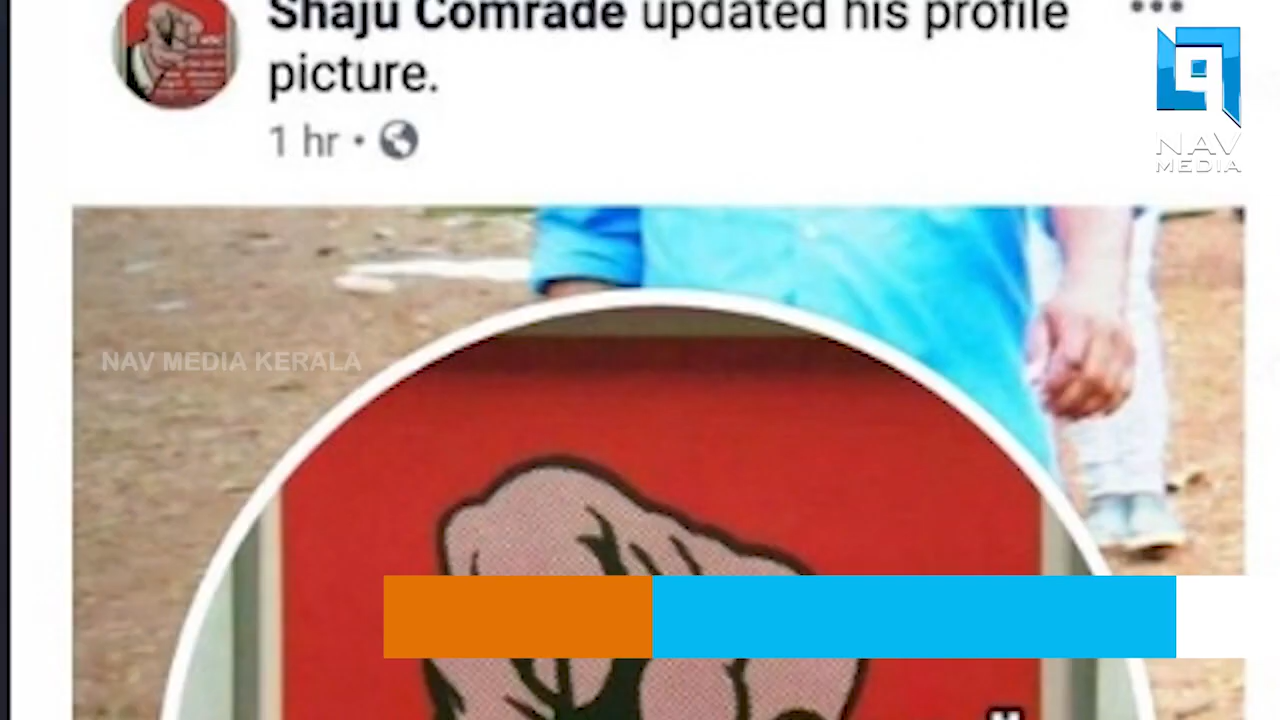 Shaju Comrade updated his profile
picture.
1 hr •
NAV
MEDIA
NAV MEDIA KERALA